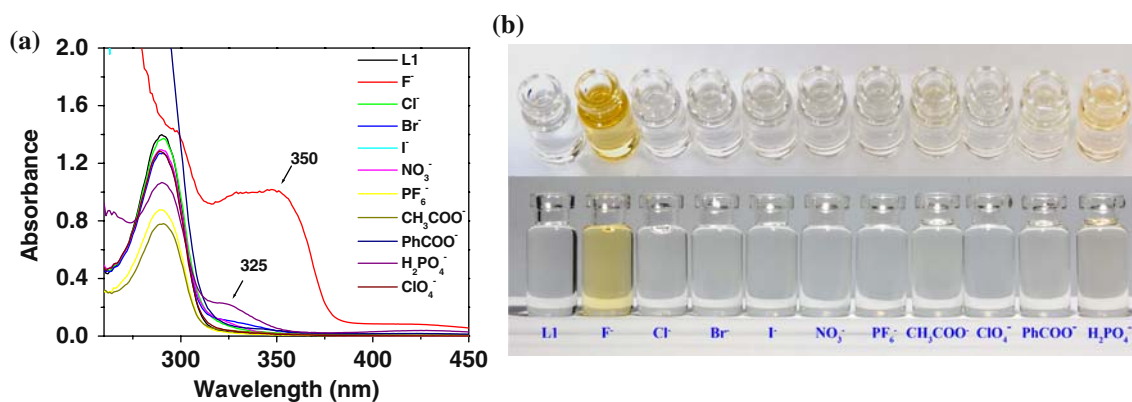 (a)
2.0
1.6
1.2
0.8
0.4
0.0
Absorbance
300 350 400 450
Wavelength (nm)
350
325
L1
F⁻
Cl⁻
Br⁻
I⁻
NO₃⁻
PF₆⁻
CH₃COO⁻
PhCOO⁻
H₂PO₄⁻
ClO₄⁻
(b)
L1 F⁻ Cl⁻ Br⁻ I⁻ NO₃⁻ PF₆⁻ CH₃COO⁻ ClO₄⁻ PhCOO⁻ H₂PO₄⁻